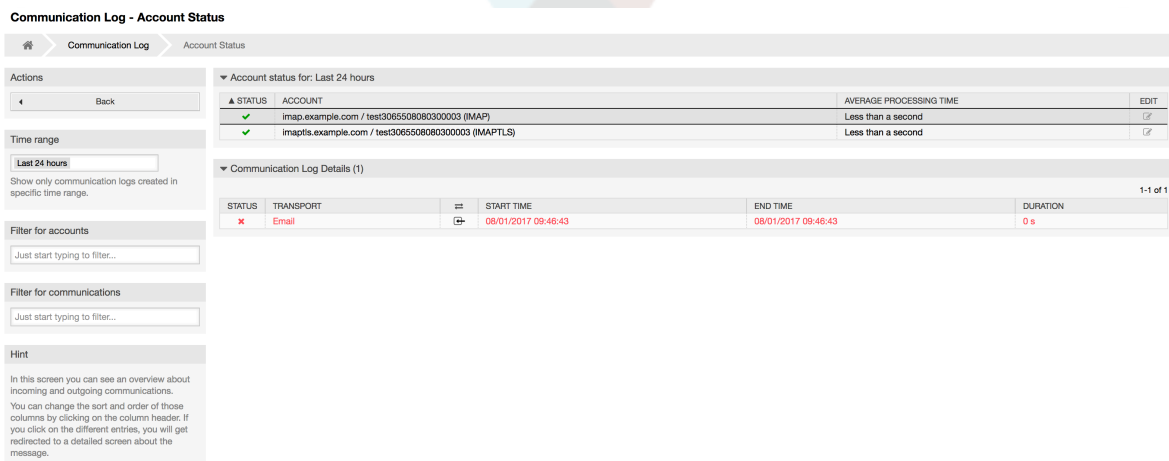 Communication Log - Account Status
Communication Log
Account Status
Actions
Back
Time range
Last 24 hours
Show only communication logs created in
specific time range.
Filter for accounts
Just start typing to filter...
Filter for communications
Just start typing to filter...
Hint
In this screen you can see an overview about
incoming and outgoing communications.
You can change the sort and order of those
columns by clicking on the column header. If
you click on the different entries, you will get
redirected to a detailed screen about the
message.
Account status for: Last 24 hours
STATUS ACCOUNT AVERAGE PROCESSING TIME EDIT
imap.example.com / test3065508080300003 (IMAP) Less than a second
imaptls.example.com / test3065508080300003 (IMAPTLS) Less than a second
Communication Log Details (1)
1-1 of 1
STATUS TRANSPORT START TIME END TIME DURATION
Email 08/01/2017 09:46:43 08/01/2017 09:46:43 0 s